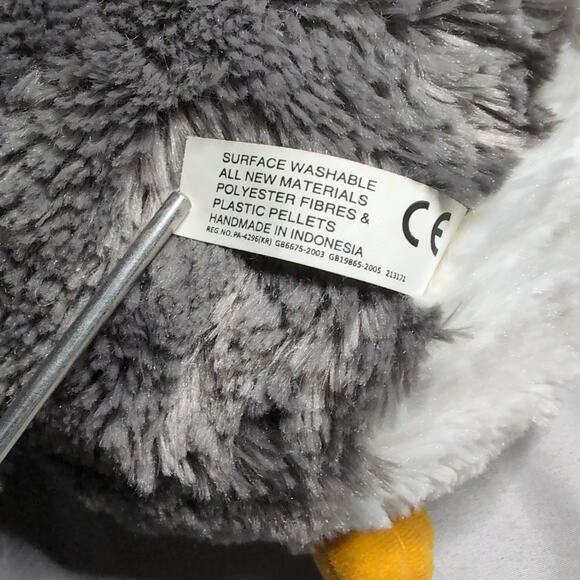 SURFACE WASHABLE
ALL NEW MATERIALS
POLYESTER FIBRES &
PLASTIC PELLETS
HANDMADE IN INDONESIA
REG.NO. PA-4296(KR) GB6675-2003 GB19865-2005 213171
CE